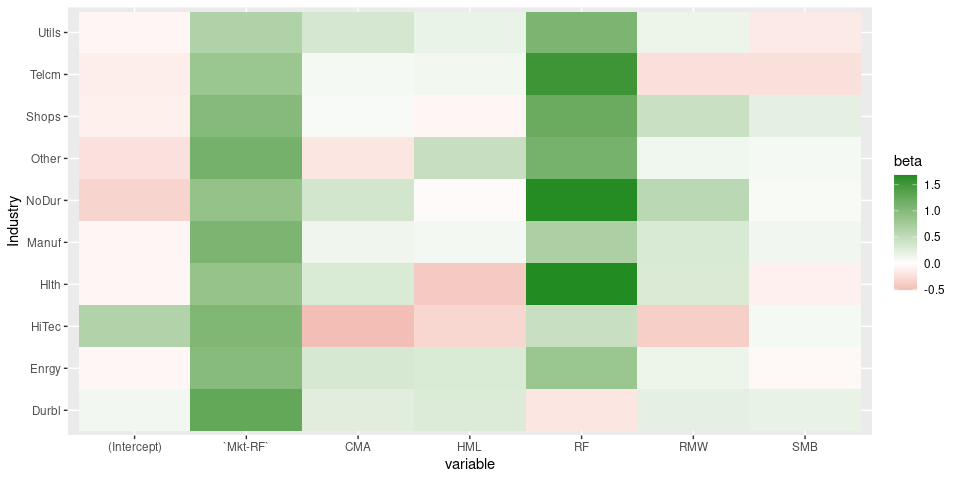 Utils
Telcm
Shops
Other
NoDur
Manuf
Hlth
HiTec
Enrgy
Durbl
Industry
(Intercept) `Mkt-RF` CMA HML RF RMW SMB
variable
beta
1.5
1.0
0.5
0.0
-0.5